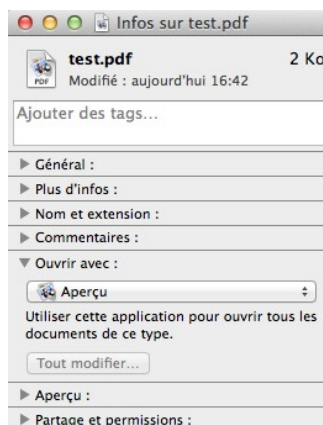 Infos sur test.pdf
test.pdf 2 Ko
Modifié : aujourd'hui 16:42
Ajouter des tags...
Général :
Plus d'infos :
Nom et extension :
Commentaires :
Ouvrir avec :
Aperçu
Utiliser cette application pour ouvrir tous les
documents de ce type.
Tout modifier...
Aperçu :
Partage et permissions :
PDF